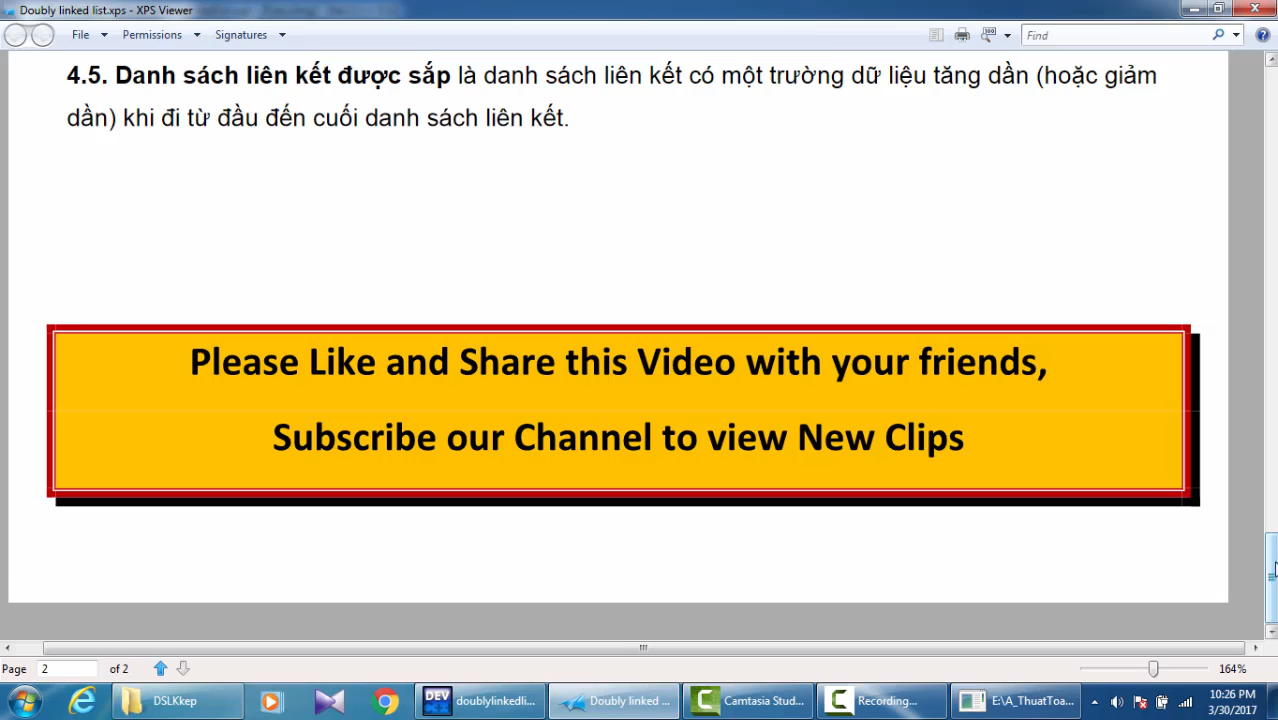 Doubly linked list.xps - XPS Viewer
File Permissions Signatures Find
4.5. Danh sách liên kết được sắp là danh sách liên kết có một trường dữ liệu tăng dần (hoặc giảm
dần) khi đi từ đầu đến cuối danh sách liên kết.
Please Like and Share this Video with your friends,
Subscribe our Channel to view New Clips
Page 2 of 2 164%
DSLKkep
DEV
doublylinkedli...
Doubly linked ...
Camtasia Stud...
Recording...
E:\A_ThuatToa...
10:26 PM
3/30/2017